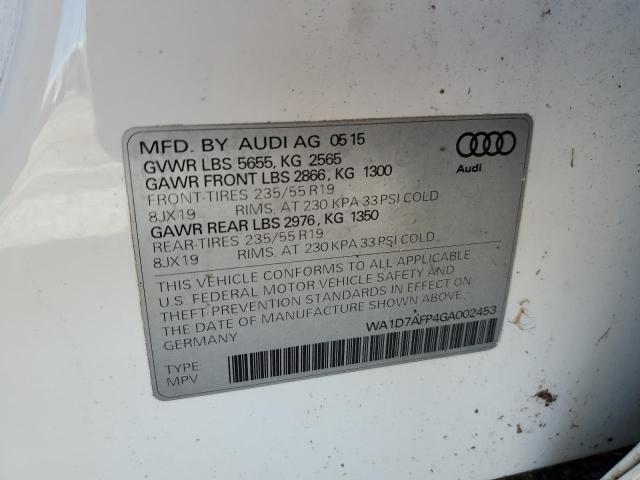 MFD. BY AUDI AG 05 15
GVWR LBS 5655, KG 2565
GAWR FRONT LBS 2866, KG 1300
FRONT-TIRES 235/55 R19
8JX19 RIMS, AT 230 KPA 33 PSI COLD
GAWR REAR LBS 2976, KG 1350
REAR-TIRES 235/55 R19
8JX19 RIMS, AT 230 KPA 33 PSI COLD
Audi
THIS VEHICLE CONFORMS TO ALL APPLICABLE
U.S. FEDERAL MOTOR VEHICLE SAFETY AND
THEFT PREVENTION STANDARDS IN EFFECT ON
THE DATE OF MANUFACTURE SHOWN ABOVE.
GERMANY
WA1D7AFP4GA002453
TYPE:
MPV